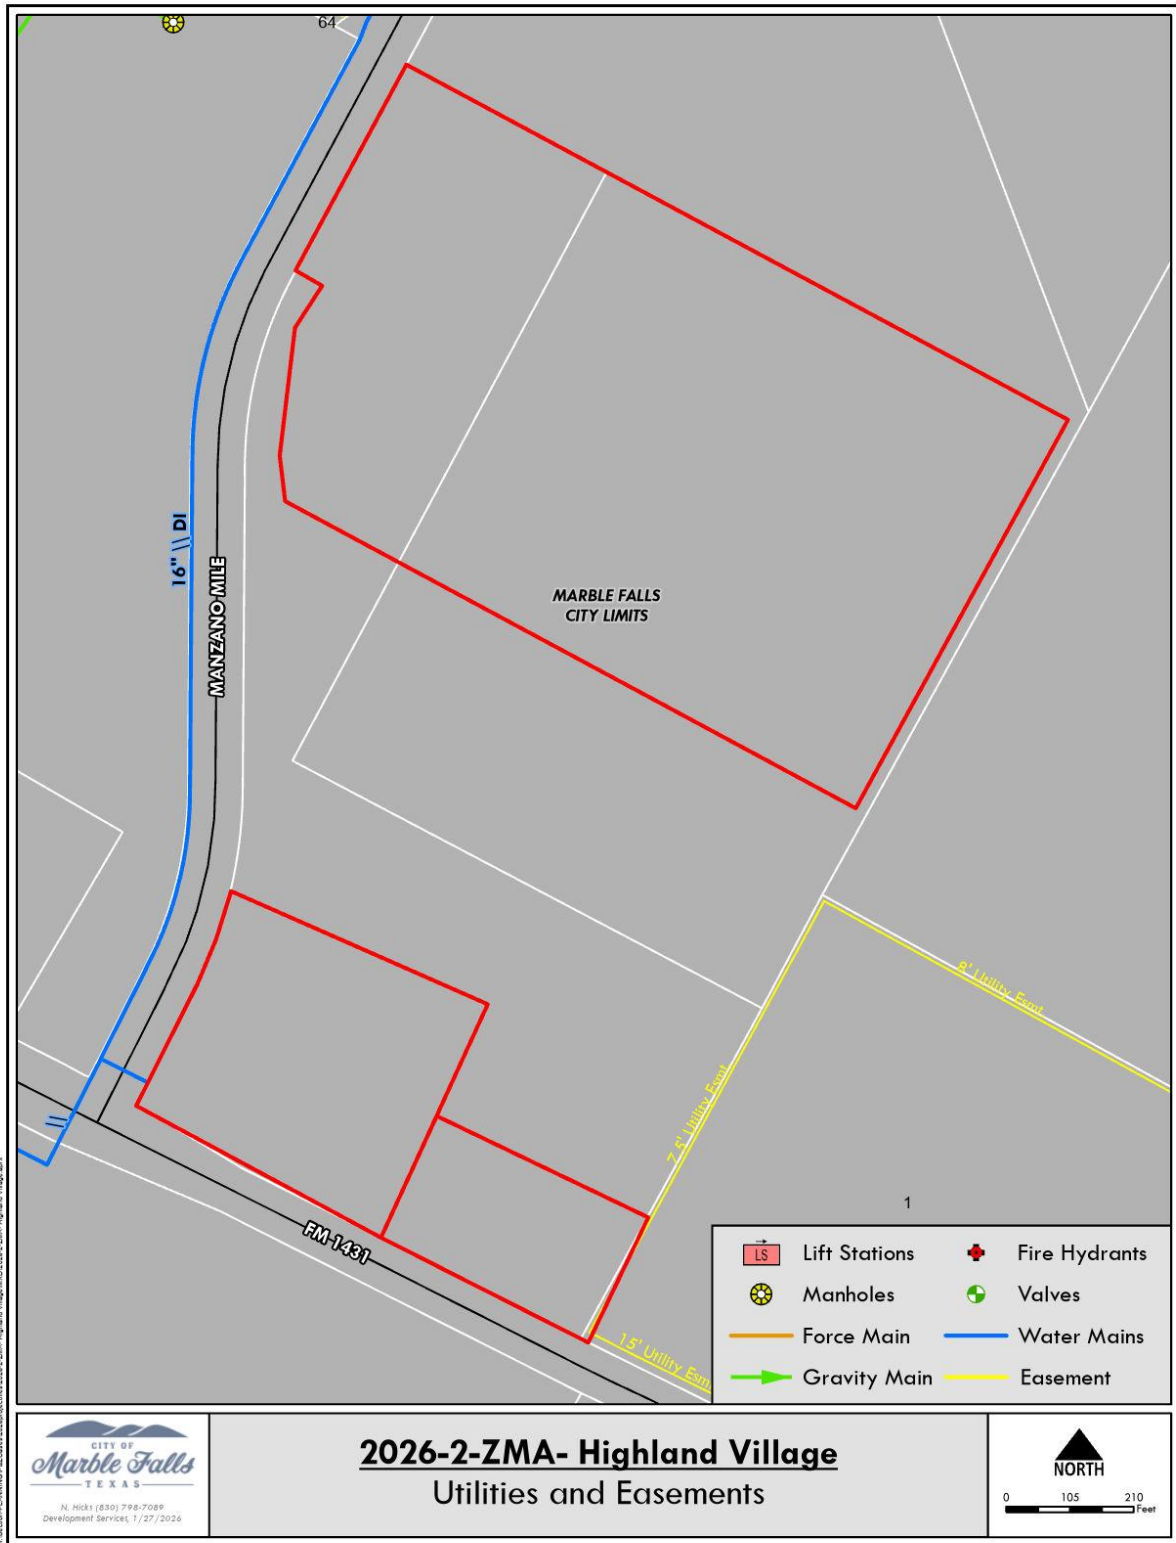 64
16" \\ DI
MANZANO MILE
MARBLE FALLS
CITY LIMITS
8' Utility Esmt
7.5' Utility Esmt
\\
FM 1431
1
15' Utility Esmt
LS Lift Stations
Fire Hydrants
Manholes
Valves
Force Main
Water Mains
Gravity Main
Easement
CITY OF
Marble Falls
TEXAS
N. Hicks (830) 798-7089
Development Services, 1/27/2026
2026-2-ZMA- Highland Village
Utilities and Easements
NORTH
0 105 210
Feet